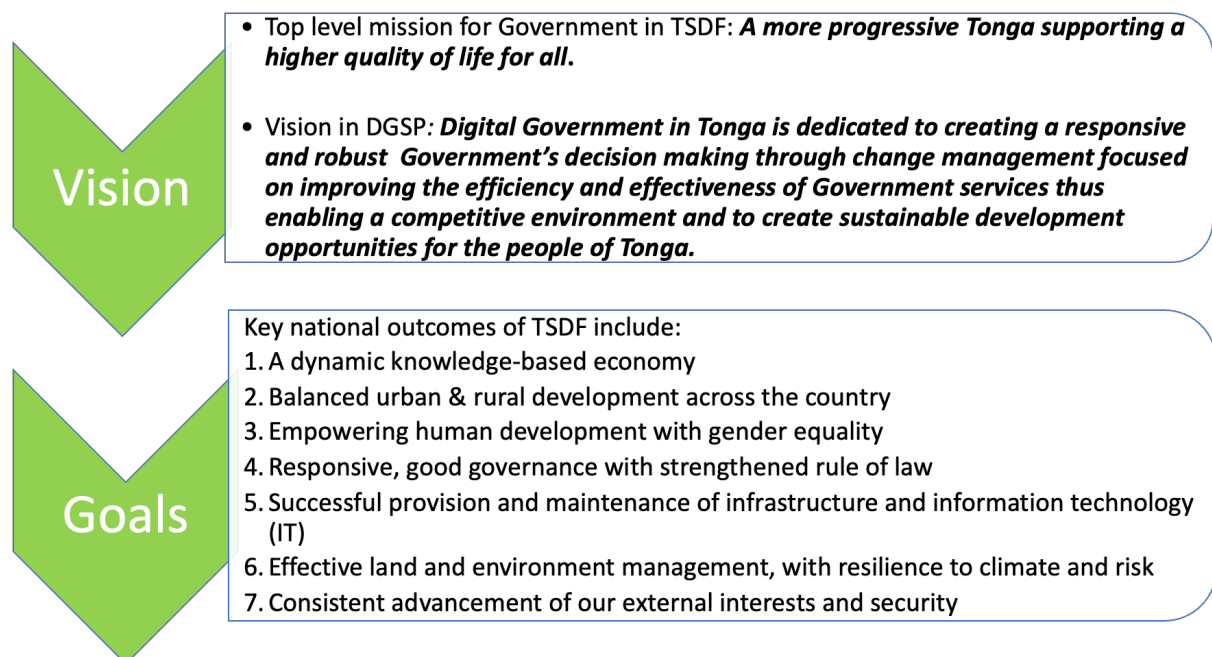 Vision
• Top level mission for Government in TSDF: A more progressive Tonga supporting a
higher quality of life for all.
• Vision in DGSP: Digital Government in Tonga is dedicated to creating a responsive
and robust  Government’s decision making through change management focused
on improving the efficiency and effectiveness of Government services thus
enabling a competitive environment and to create sustainable development
opportunities for the people of Tonga.
Goals
Key national outcomes of TSDF include:
1. A dynamic knowledge-based economy
2. Balanced urban & rural development across the country
3. Empowering human development with gender equality
4. Responsive, good governance with strengthened rule of law
5. Successful provision and maintenance of infrastructure and information technology
(IT)
6. Effective land and environment management, with resilience to climate and risk
7. Consistent advancement of our external interests and security